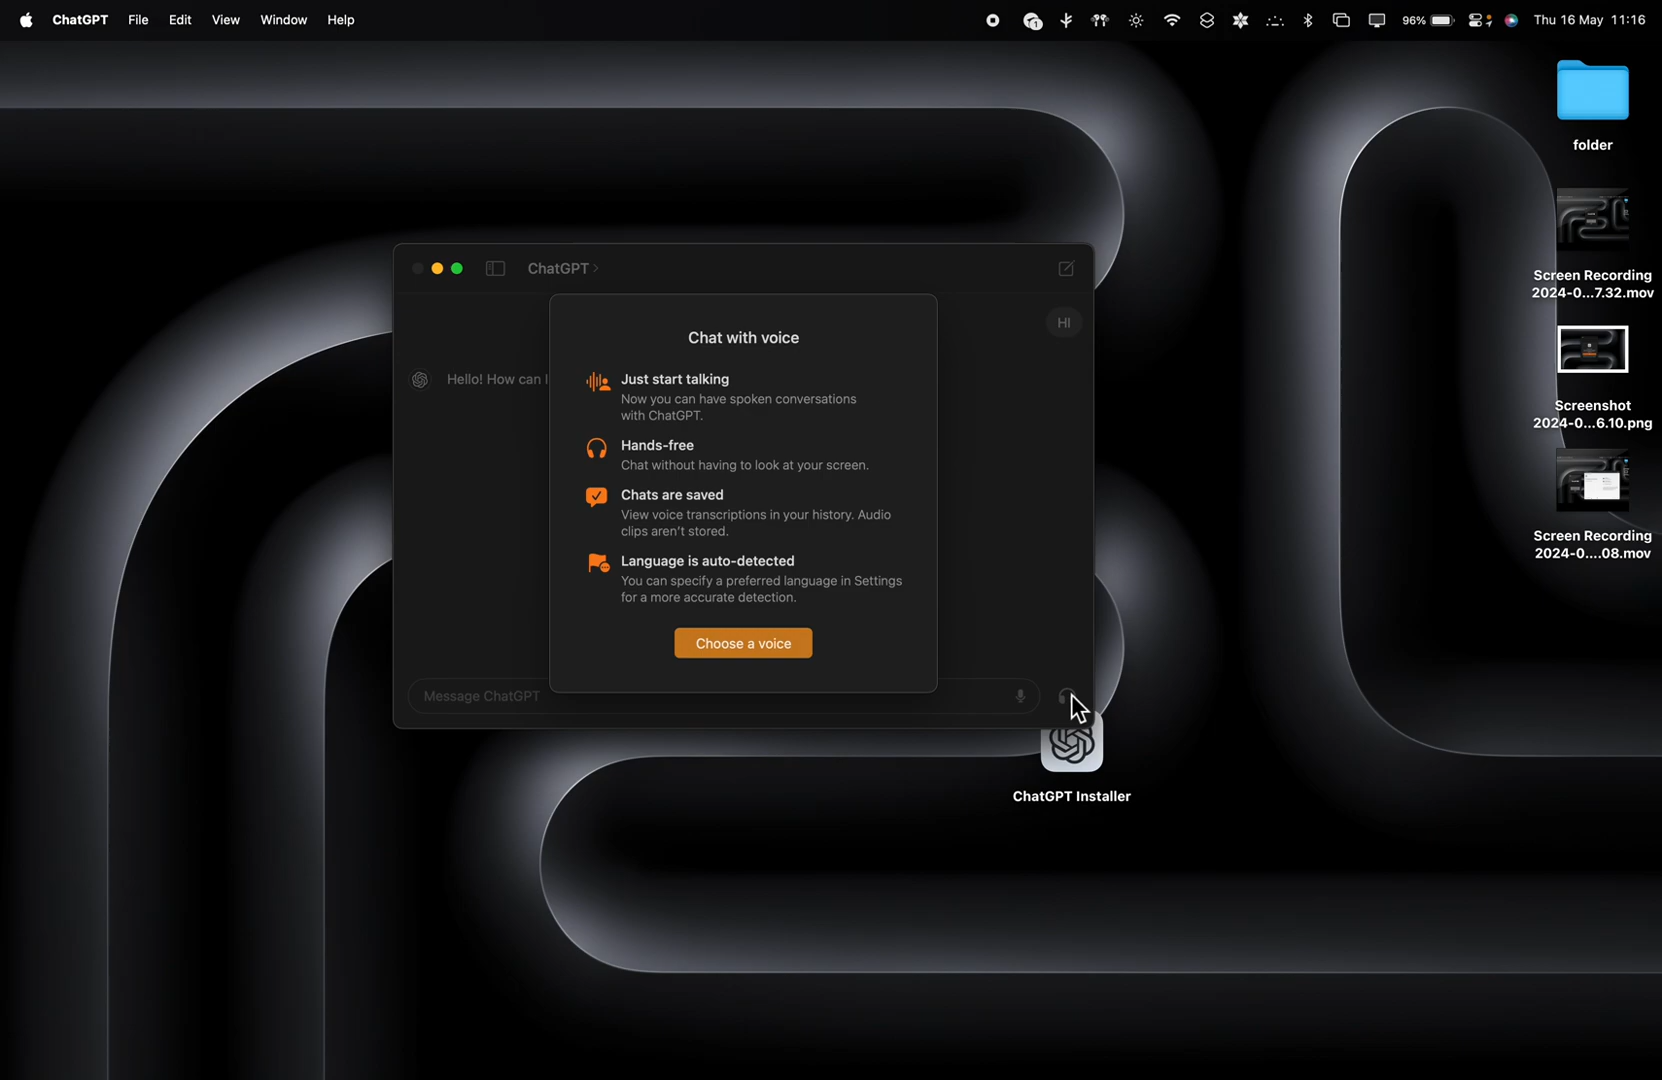 ChatGPT File Edit View Window Help
1
96%
Thu 16 May 11:16
folder
Screen Recording
2024-0...7.32.mov
Screenshot
2024-0...6.10.png
Screen Recording
2024-0....08.mov
ChatGPT >
HI
Hello! How can I
Chat with voice
Just start talking
Now you can have spoken conversations
with ChatGPT.
Hands-free
Chat without having to look at your screen.
Chats are saved
View voice transcriptions in your history. Audio
clips aren't stored.
Language is auto-detected
You can specify a preferred language in Settings
for a more accurate detection.
Choose a voice
Message ChatGPT
ChatGPT Installer